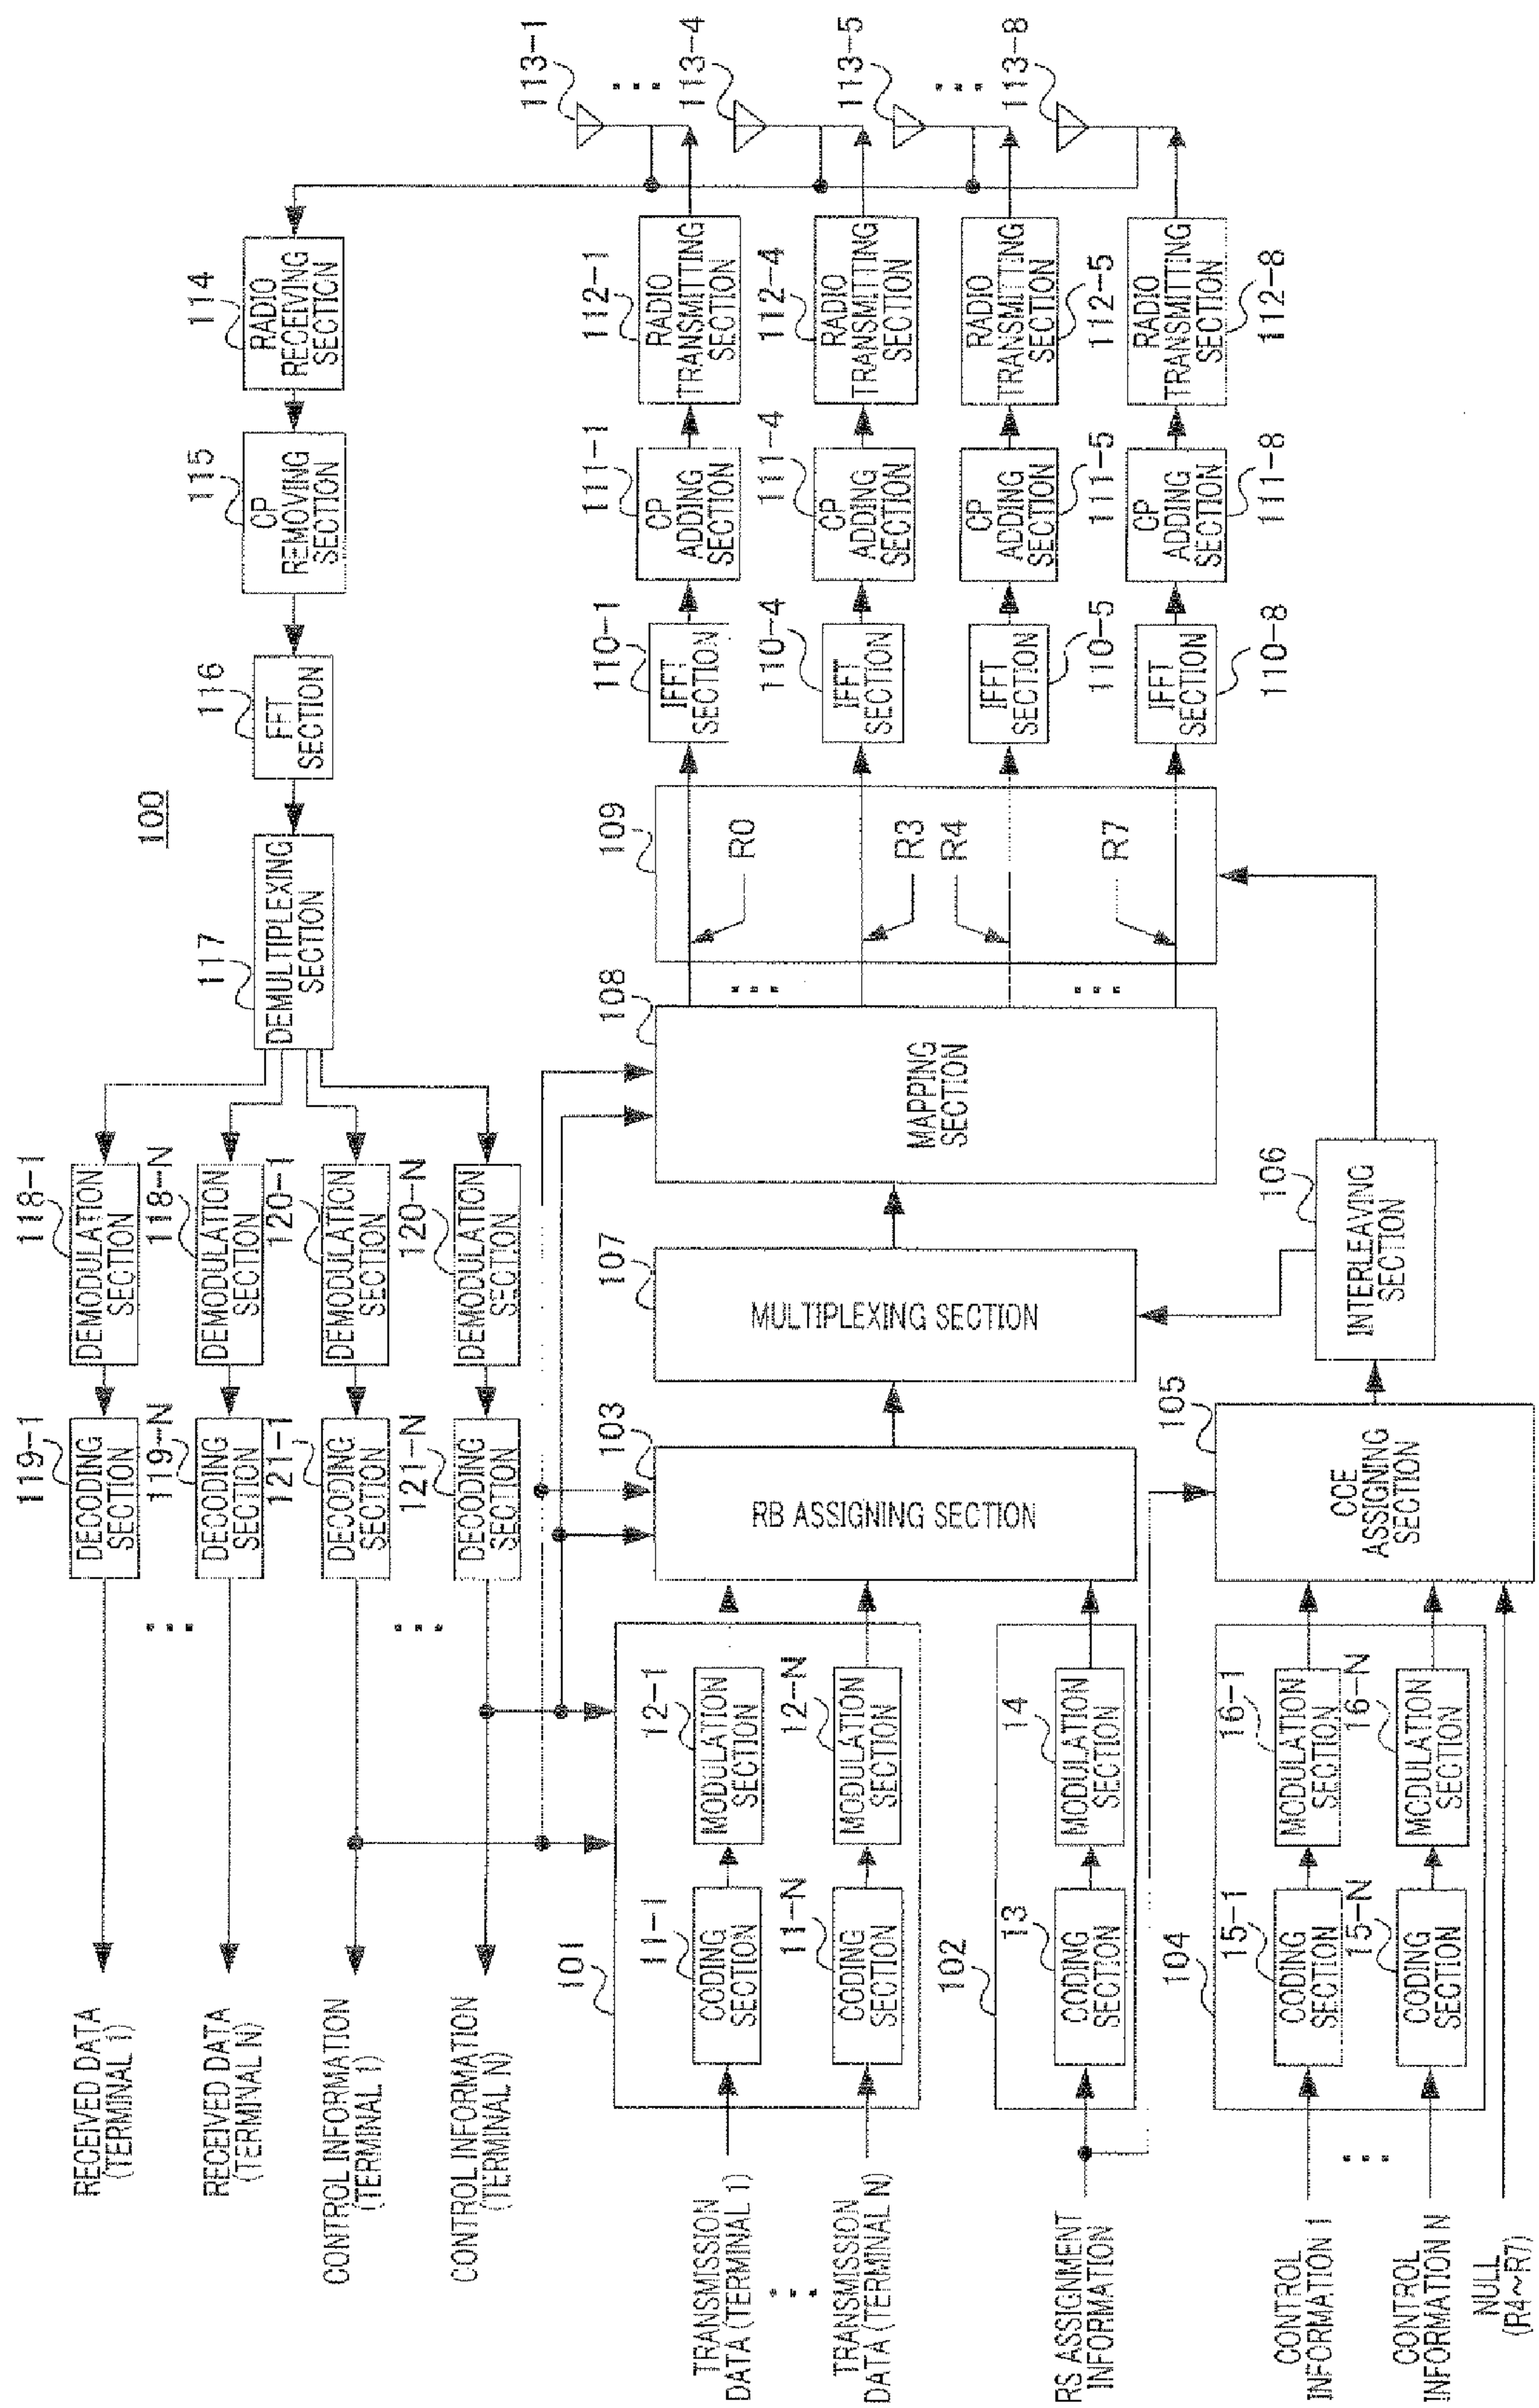 100
RECEIVED DATA
(TERMINAL 1)
119-1
DECODING
SECTION
118-1
DEMODULATION
SECTION
RECEIVED DATA
(TERMINAL N)
119-N
DECODING
SECTION
118-N
DEMODULATION
SECTION
CONTROL INFORMATION
(TERMINAL 1)
121-1
DECODING
SECTION
120-1
DEMODULATION
SECTION
CONTROL INFORMATION
(TERMINAL N)
121-N
DECODING
SECTION
120-N
DEMODULATION
SECTION
117
DEMULTIPLEXING
SECTION
116
FFT
SECTION
115
CP
REMOVING
SECTION
114
RADIO
RECEIVING
SECTION
TRANSMISSION
DATA (TERMINAL 1)
101
11-1
CODING
SECTION
12-1
MODULATION
SECTION
TRANSMISSION
DATA (TERMINAL N)
11-N
CODING
SECTION
12-N
MODULATION
SECTION
RS ASSIGNMENT
INFORMATION
102
13
CODING
SECTION
14
MODULATION
SECTION
103
RB ASSIGNING SECTION
107
MULTIPLEXING SECTION
108
MAPPING
SECTION
109
R0
R3
R4
R7
110-1
IFFT
SECTION
111-1
CP
ADDING
SECTION
112-1
RADIO
TRANSMITTING
SECTION
113-1
110-4
IFFT
SECTION
111-4
CP
ADDING
SECTION
112-4
RADIO
TRANSMITTING
SECTION
113-4
IFFT
SECTION
110-5
CP
ADDING
SECTION
111-5
RADIO
TRANSMITTING
SECTION
112-5
113-5
IFFT
SECTION
110-8
CP
ADDING
SECTION
111-8
RADIO
TRANSMITTING
SECTION
112-8
113-8
CONTROL
INFORMATION 1
104
15-1
CODING
SECTION
16-1
MODULATION
SECTION
CONTROL
INFORMATION N
15-N
CODING
SECTION
16-N
MODULATION
SECTION
NULL
(R4~R7)
105
CCE
ASSIGNING
SECTION
106
INTERLEAVING
SECTION